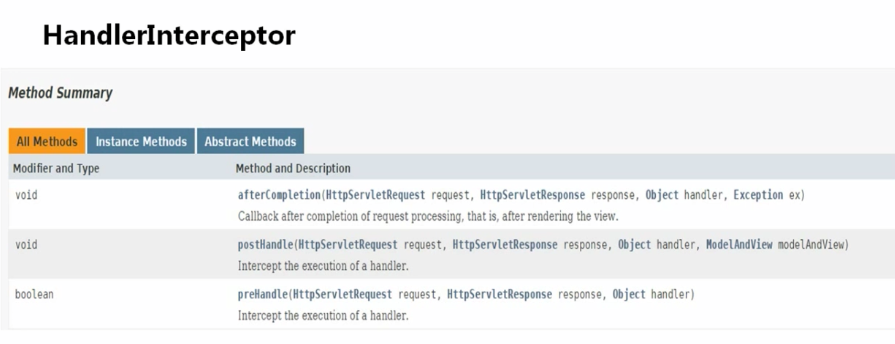 HandlerInterceptor
Method Summary
All Methods Instance Methods Abstract Methods
Modifier and Type Method and Description
void afterCompletion(HttpServletRequest request, HttpServletResponse response, Object handler, Exception ex)
Callback after completion of request processing, that is, after rendering the view.
void postHandle(HttpServletRequest request, HttpServletResponse response, Object handler, ModelAndView modelAndView)
Intercept the execution of a handler.
boolean preHandle(HttpServletRequest request, HttpServletResponse response, Object handler)
Intercept the execution of a handler.